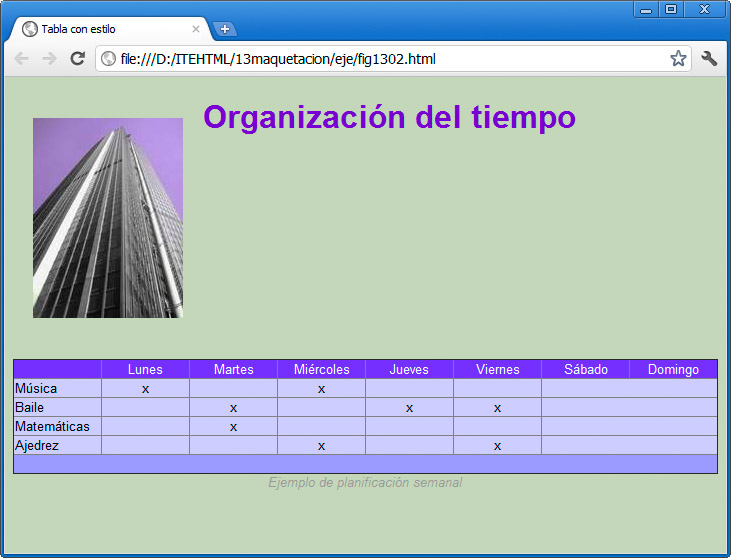 Tabla con estilo
file:///D:/ITEHTML/13maquetacion/eje/fig1302.html
Organización del tiempo
Lunes Martes Miércoles Jueves Viernes Sábado Domingo
Música x x
Baile x x x
Matemáticas x
Ajedrez x x
Ejemplo de planificación semanal